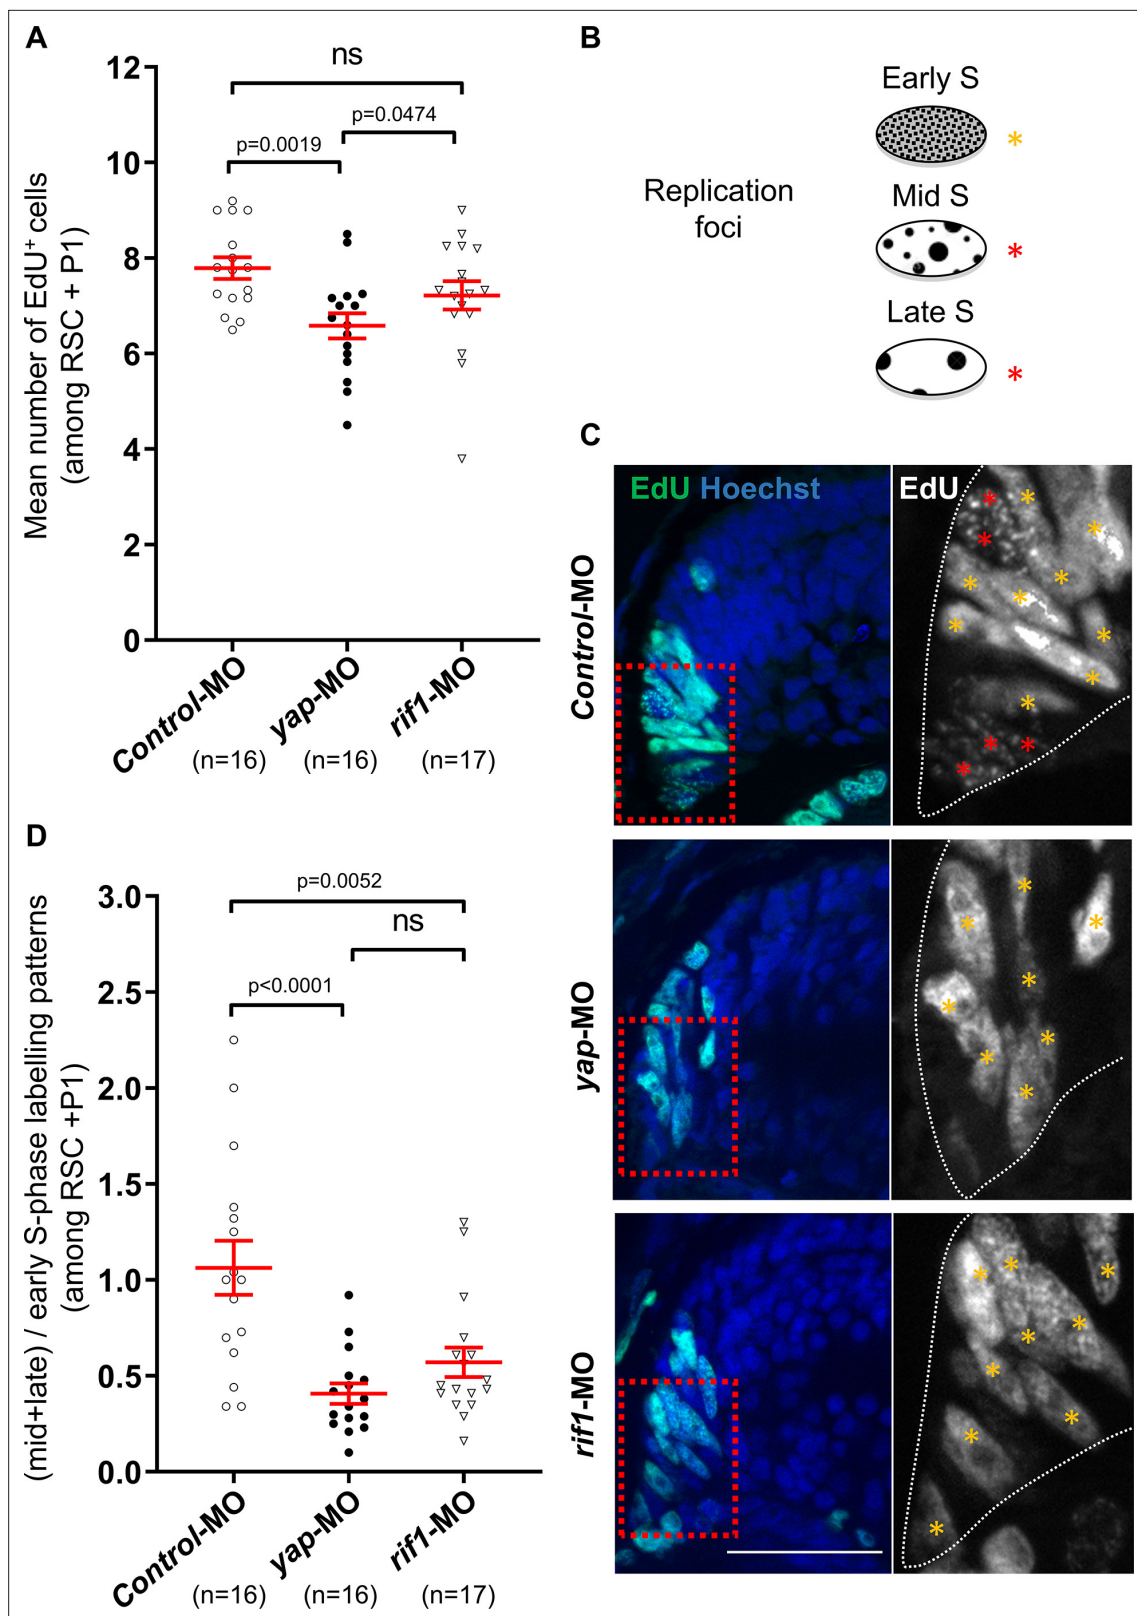 A
ns
p=0.0474
p=0.0019
12
10
8
6
4
2
0
Mean number of EdU⁺ cells
(among RSC + P1)
Control-MO
yap-MO
rif1-MO
(n=16)
(n=16)
(n=17)
B
Replication
foci
Early S
*
Mid S
*
Late S
*
C
EdU Hoechst
EdU
Control-MO
yap-MO
rif1-MO
D
p=0.0052
ns
p<0.0001
3.0
2.5
2.0
1.5
1.0
0.5
0.0
(mid+late) / early S-phase labelling patterns
(among RSC +P1)
Control-MO
yap-MO
rif1-MO
(n=16)
(n=16)
(n=17)